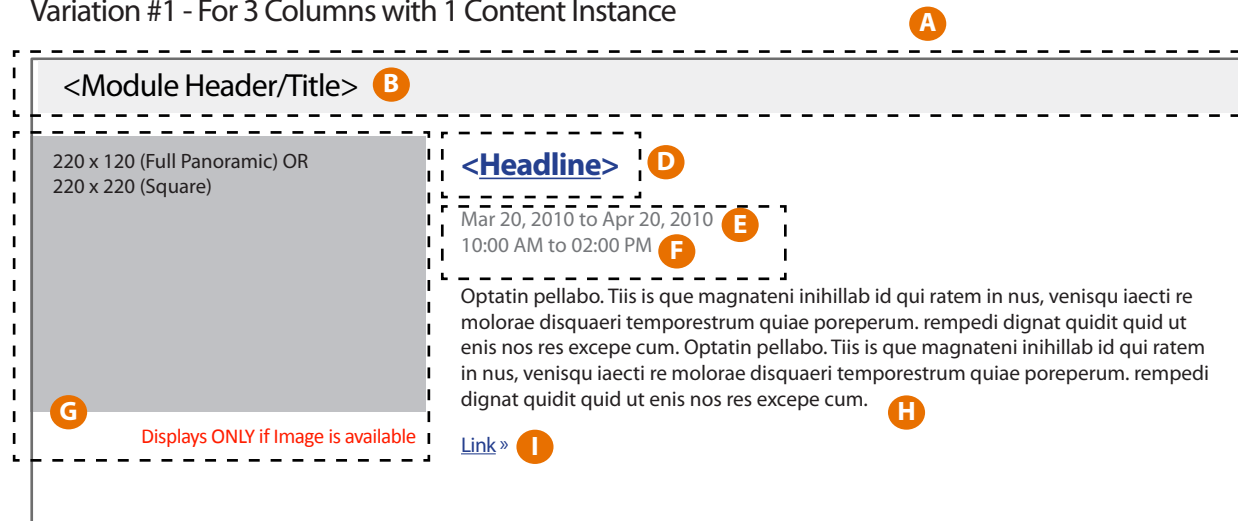 Variation #1 - For 3 Columns with 1 Content Instance
A
<Module Header/Title> B
220 x 120 (Full Panoramic) OR
220 x 220 (Square)
G
Displays ONLY if Image is available
<Headline> D
Mar 20, 2010 to Apr 20, 2010 E
10:00 AM to 02:00 PM F
Optatin pellabo. Tiis is que magnateni inihillab id qui ratem in nus, venisqu iaecti re
molorae disquaeri temporestrum quiae poreperum. rempedi dignat quidit quid ut
enis nos res excepe cum. Optatin pellabo. Tiis is que magnateni inihillab id qui ratem
in nus, venisqu iaecti re molorae disquaeri temporestrum quiae poreperum. rempedi
dignat quidit quid ut enis nos res excepe cum. H
Link » I